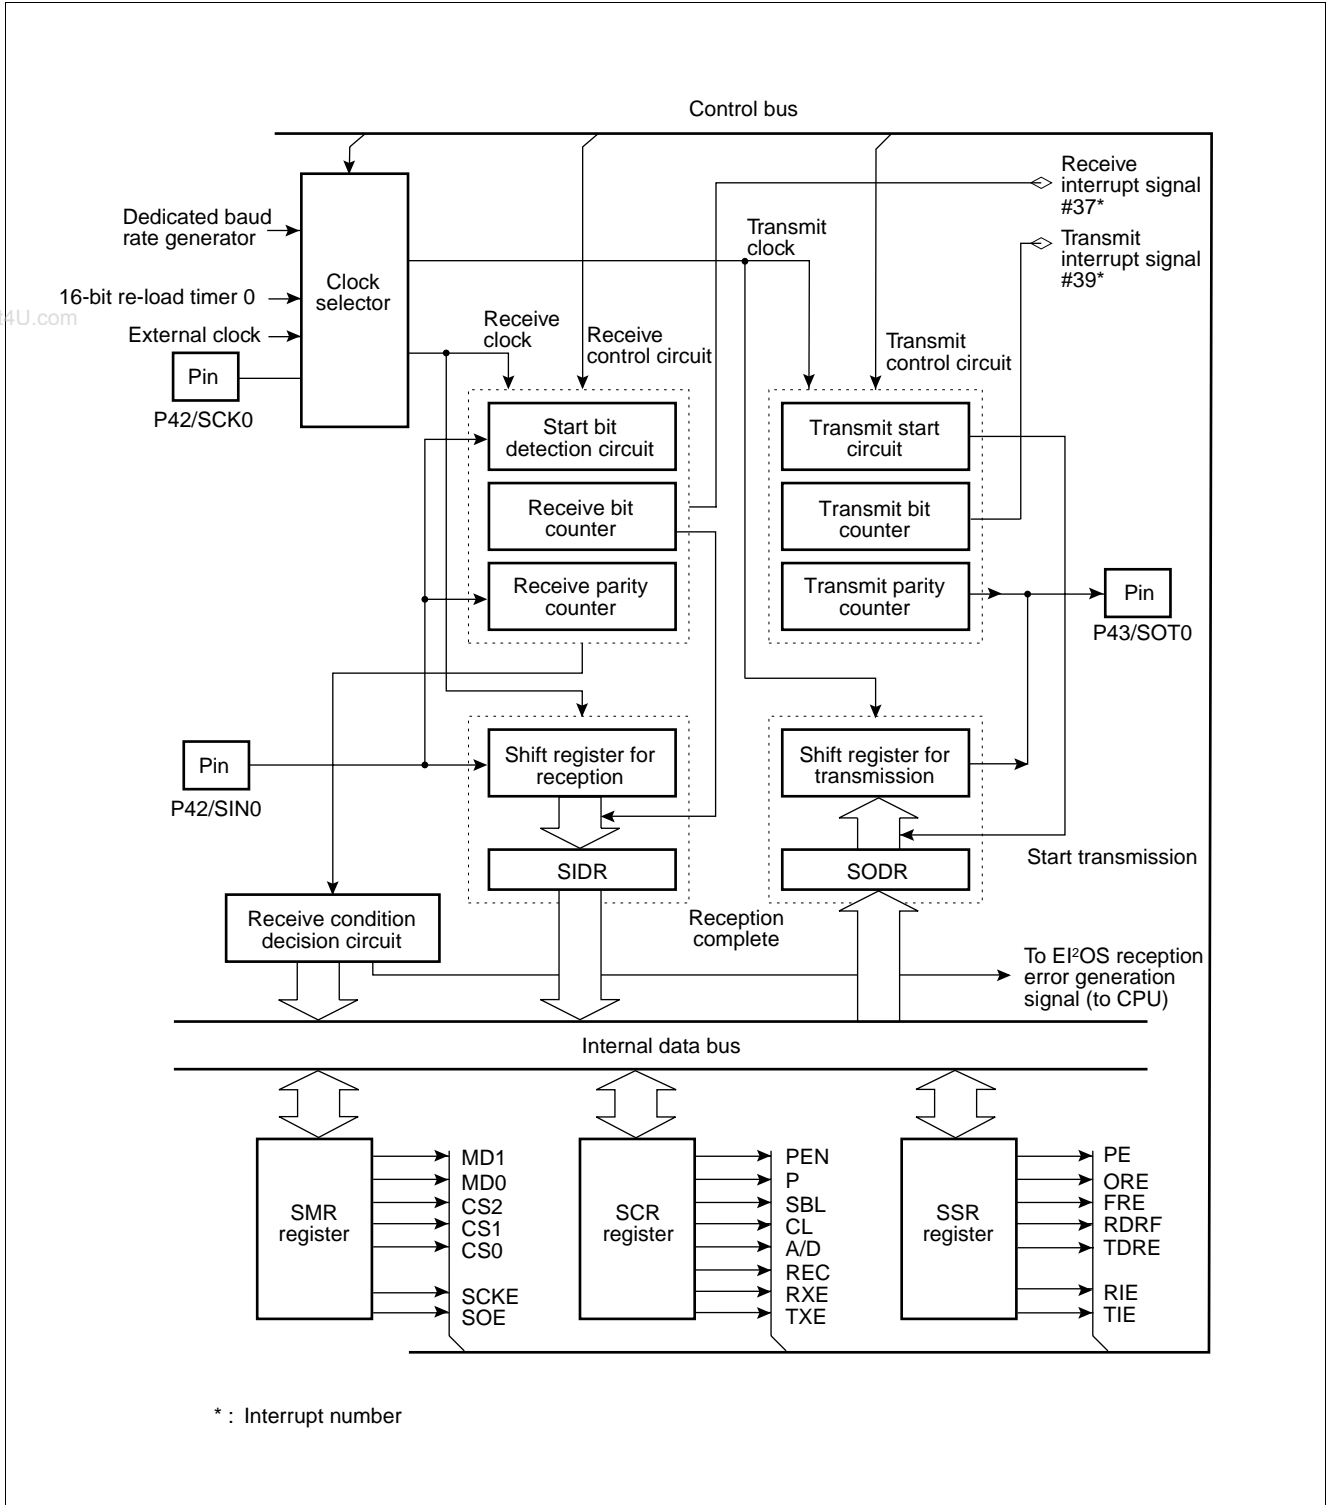 Control bus
Receive
interrupt signal
#37*
Transmit
interrupt signal
#39*
Dedicated baud
rate generator
16-bit re-load timer 0
External clock
Pin
P42/SCK0
Clock
selector
Transmit
clock
Receive
clock
Receive
control circuit
Transmit
control circuit
Start bit
detection circuit
Receive bit
counter
Receive parity
counter
Transmit start
circuit
Transmit bit
counter
Transmit parity
counter
Pin
P43/SOT0
Pin
P42/SIN0
Shift register for
reception
SIDR
Shift register for
transmission
SODR
Start transmission
Receive condition
decision circuit
Reception
complete
To EI²OS reception
error generation
signal (to CPU)
Internal data bus
SMR
register
MD1
MD0
CS2
CS1
CS0
SCKE
SOE
SCR
register
PEN
P
SBL
CL
A/D
REC
RXE
TXE
SSR
register
PE
ORE
FRE
RDRF
TDRE
RIE
TIE
* : Interrupt number
t4U.com